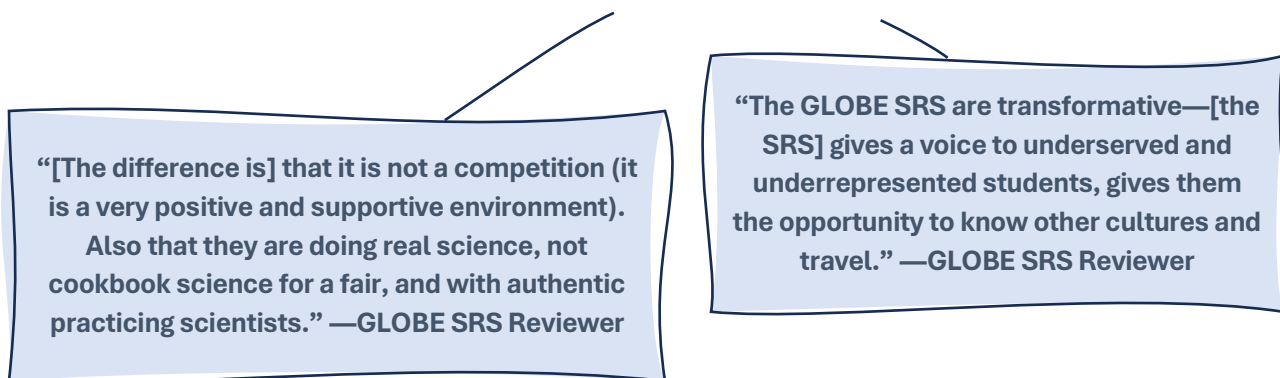 “[The difference is] that it is not a competition (it
is a very positive and supportive environment).
Also that they are doing real science, not
cookbook science for a fair, and with authentic
practicing scientists.” —GLOBE SRS Reviewer
“The GLOBE SRS are transformative—[the
SRS] gives a voice to underserved and
underrepresented students, gives them
the opportunity to know other cultures and
travel.” —GLOBE SRS Reviewer